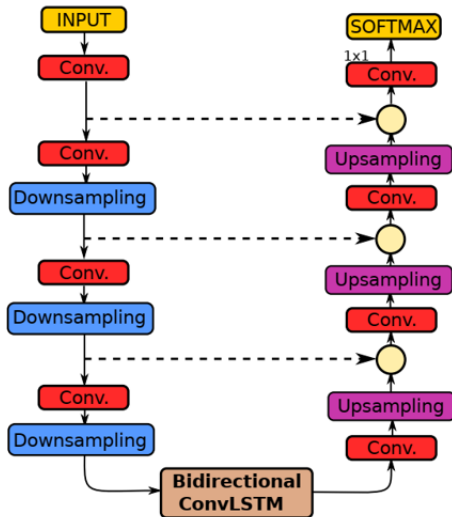 INPUT
Conv.
Conv.
Downsampling
Conv.
Downsampling
Conv.
Downsampling
Bidirectional
ConvLSTM
Conv.
Upsampling
Conv.
Upsampling
Conv.
Upsampling
1x1
Conv.
SOFTMAX